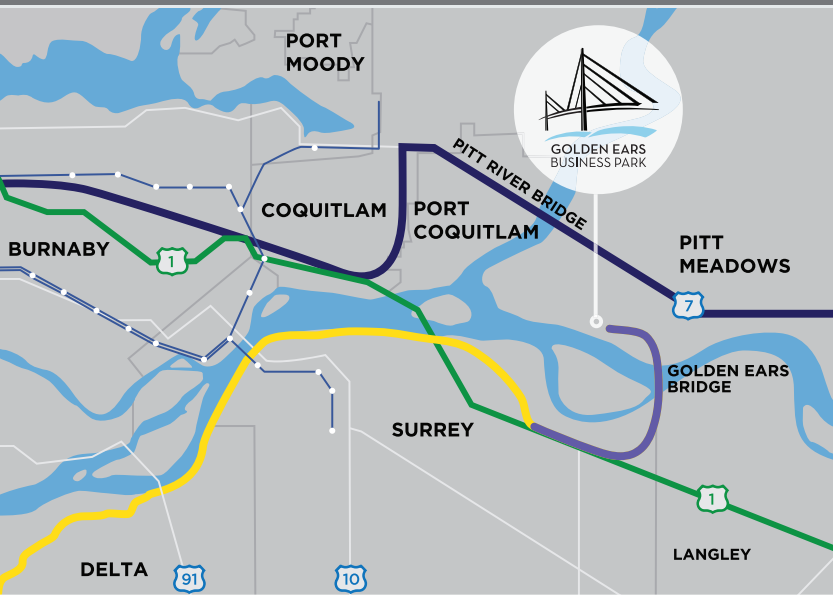 PORT
MOODY
GOLDEN EARS
BUSINESS PARK
PITT RIVER BRIDGE
COQUITLAM
PORT
COQUITLAM
BURNABY
1
PITT
MEADOWS
7
GOLDEN EARS
BRIDGE
SURREY
1
LANGLEY
DELTA
91
10